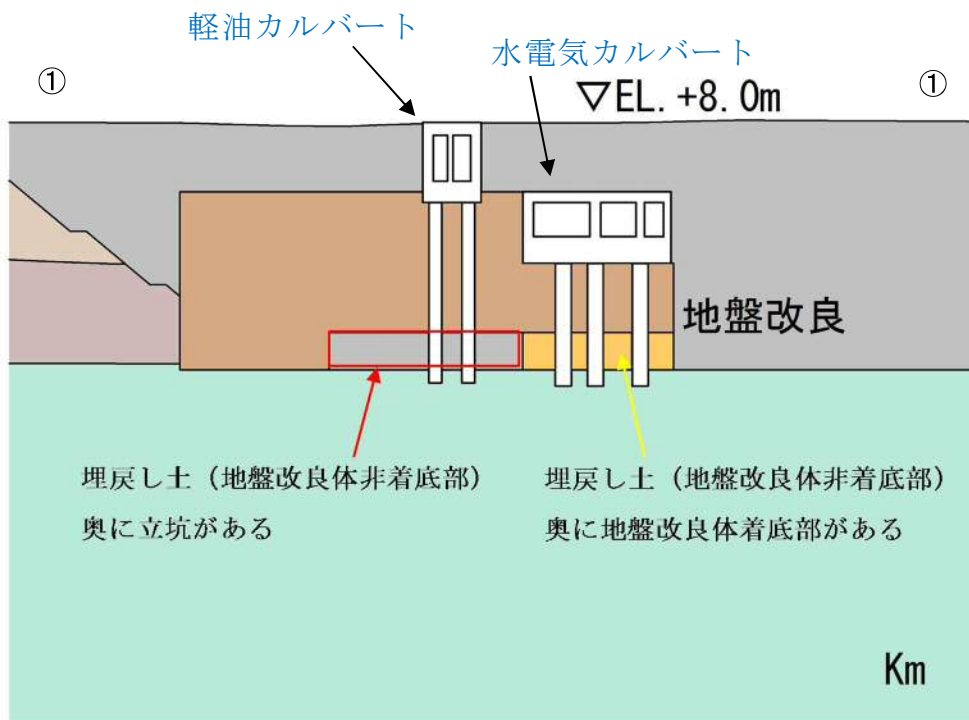 軽油カルバート
水電気カルバート
①
①
▽EL. +8. 0m
地盤改良
埋戻し土（地盤改良体非着底部）
奥に立坑がある
埋戻し土（地盤改良体非着底部）
奥に地盤改良体着底部がある
Km